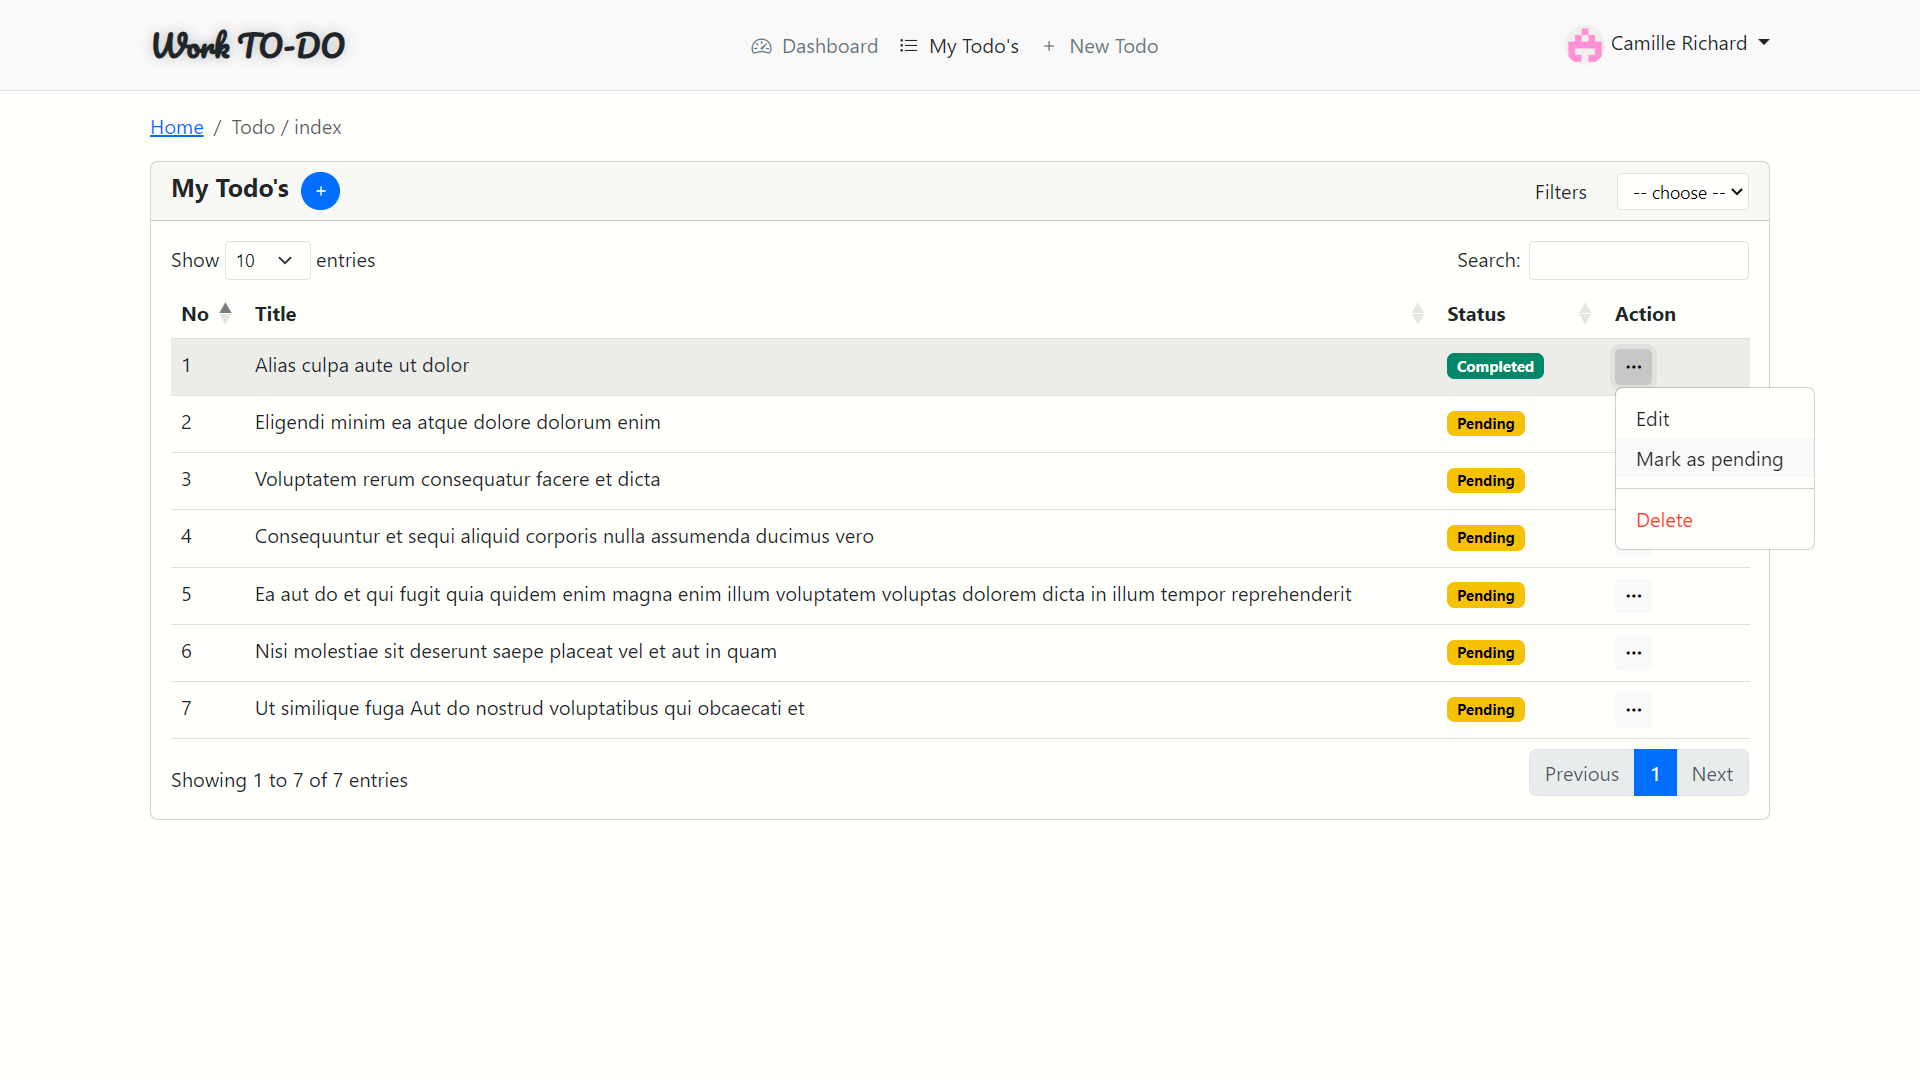 Work TO-DO
Dashboard My Todo's + New Todo
Camille Richard
Home / Todo / index
My Todo's +
Filters -- choose --
Show 10 entries
Search:
No Title Status Action
1 Alias culpa aute ut dolor Completed ...
Edit
2 Eligendi minim ea atque dolore dolorum enim Pending
Mark as pending
3 Voluptatem rerum consequatur facere et dicta Pending
Delete
4 Consequuntur et sequi aliquid corporis nulla assumenda ducimus vero Pending
5 Ea aut do et qui fugit quia quidem enim magna enim illum voluptatem voluptas dolorem dicta in illum tempor reprehenderit Pending ...
6 Nisi molestiae sit deserunt saepe placeat vel et aut in quam Pending ...
7 Ut similique fuga Aut do nostrud voluptatibus qui obcaecati et Pending ...
Showing 1 to 7 of 7 entries
Previous 1 Next